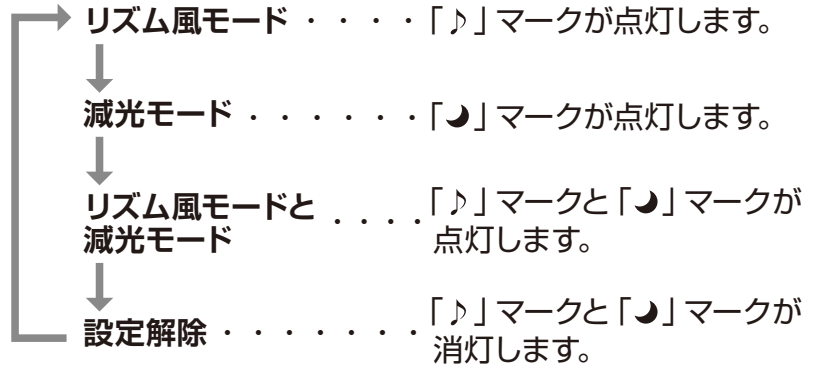 リズム風モード・・・・「♪」マークが点灯します。
減光モード・・・・・・「🌙」マークが点灯します。
リズム風モードと
減光モード
・・・・「♪」マークと「🌙」マークが
点灯します。
設定解除・・・・・・・「♪」マークと「🌙」マークが
消灯します。